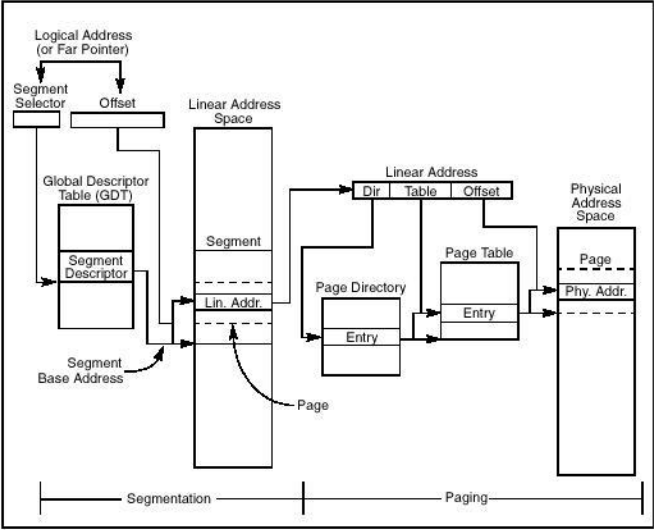 Logical Address
(or Far Pointer)
Segment
Selector
Offset
Linear Address
Space
Global Descriptor
Table (GDT)
Segment
Descriptor
Segment
Lin. Addr.
Segment
Base Address
Page
Linear Address
Dir
Table
Offset
Page Directory
Entry
Page Table
Entry
Physical
Address
Space
Page
Phy. Addr.
Segmentation
Paging